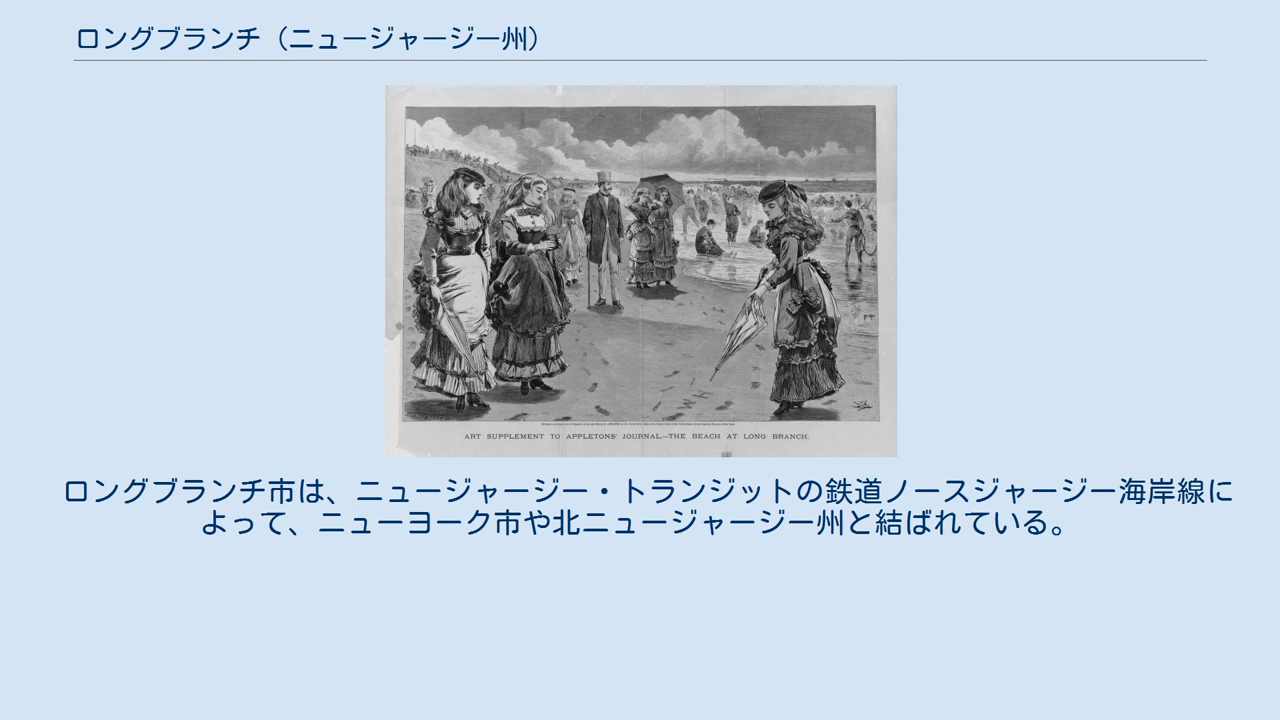 ロングブランチ（ニュージャージー州）
ART SUPPLEMENT TO APPLETONS' JOURNAL—THE BEACH AT LONG BRANCH.
ロングブランチ市は、ニュージャージー・トランジットの鉄道ノースジャージー海岸線に
よって、ニューヨーク市や北ニュージャージー州と結ばれている。